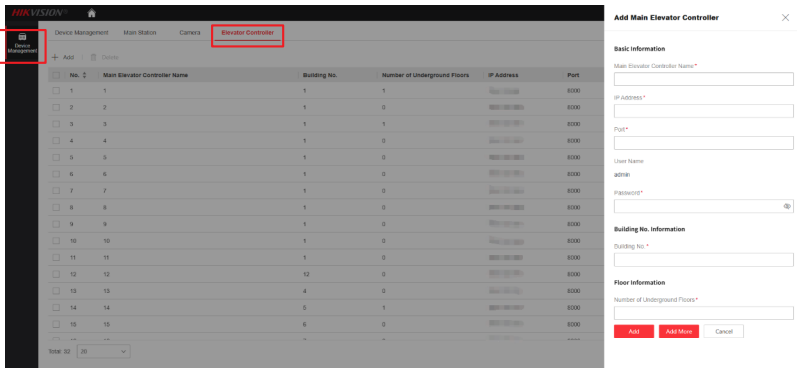 HIKVISION
Add Main Elevator Controller
Device Management
Device Management Main Station Camera Elevator Controller
Basic Information
Add Delete
Main Elevator Controller Name*
No. Main Elevator Controller Name Building No. Number of Underground Floors IP Address Port
1 1 1 1 8000
2 2 1 0 8000
3 3 1 1 8000
4 4 1 0 8000
5 5 1 0 8000
6 6 1 0 8000
7 7 1 0 8000
8 8 1 0 8000
9 9 1 0 8000
10 10 1 0 8000
11 11 1 0 8000
12 12 12 0 8000
13 13 4 0 8000
14 14 5 1 8000
15 15 6 0 8000
Total: 32 20
IP Address*
Port*
User Name
admin
Password*
Building No. Information
Building No. *
Floor Information
Number of Underground Floors*
Add Add More Cancel